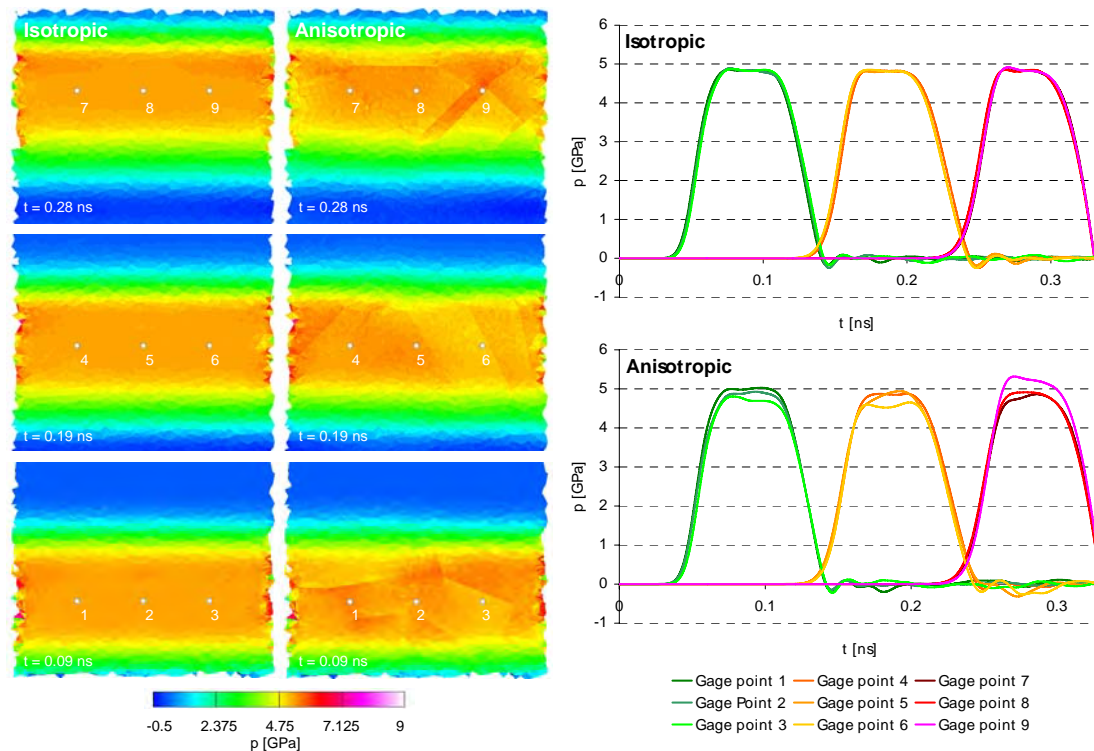 Isotropic
Anisotropic
7 8 9
7 8 9
t = 0.28 ns
t = 0.28 ns
4 5 6
4 5 6
t = 0.19 ns
t = 0.19 ns
1 2 3
1 2 3
t = 0.09 ns
t = 0.09 ns
-0.5 2.375 4.75 7.125 9
p [GPa]
Isotropic
6
5
4
3
2
1
0
-1
p [GPa]
0 0.1 0.2 0.3
t [ns]
Anisotropic
6
5
4
3
2
1
0
-1
p [GPa]
0 0.1 0.2 0.3
t [ns]
Gage point 1 Gage point 4 Gage point 7
Gage Point 2 Gage point 5 Gage point 8
Gage point 3 Gage point 6 Gage point 9